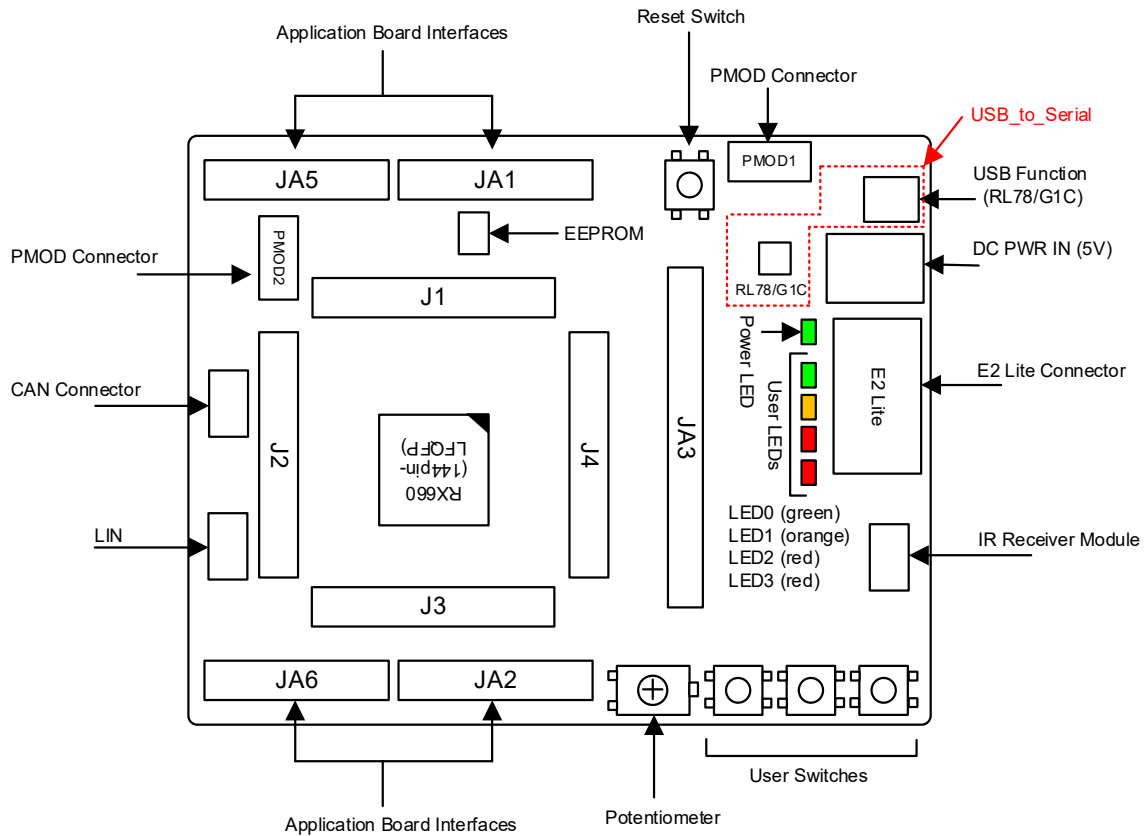 Reset Switch
Application Board Interfaces
PMOD Connector
USB_to_Serial
JA5
JA1
PMOD1
USB Function
(RL78/G1C)
EEPROM
PMOD Connector
PMOD2
DC PWR IN (5V)
J1
RL78/G1C
Power LED
E2 Lite
E2 Lite Connector
CAN Connector
User LEDs
J2
RX660
(144pin-
LFQFP)
J4
JA3
LED0 (green)
LED1 (orange)
LED2 (red)
LED3 (red)
LIN
IR Receiver Module
J3
JA6
JA2
User Switches
Potentiometer
Application Board Interfaces